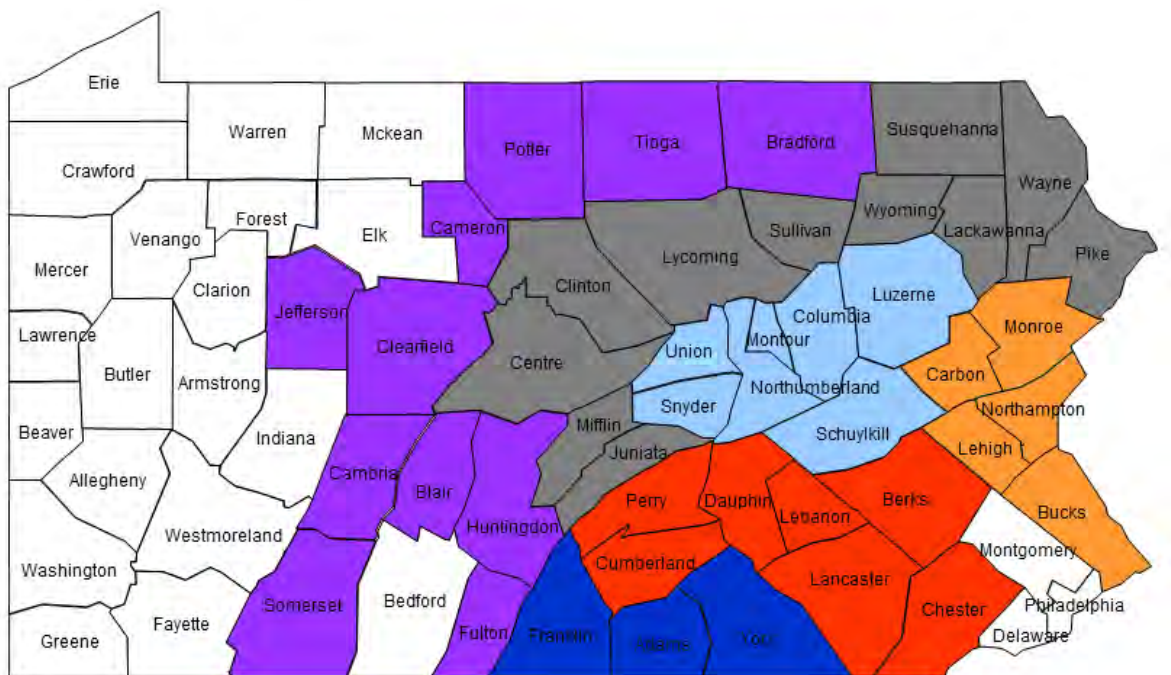 Erie
Warren
Mckean
Potter
Tioga
Bradford
Susquehanna
Crawford
Wayne
Forest
Wyoming
Venango
Elk
Cameron
Sullivan
Lackawanna
Lycoming
Pike
Mercer
Clarion
Clinton
Luzerne
Jefferson
Columbia
Lawrence
Monroe
Montour
Clearfield
Union
Centre
Butler
Armstrong
Carbon
Northumberland
Snyder
Northampton
Beaver
Indiana
Mifflin
Schuylkill
Lehigh
Juniata
Allegheny
Cambria
Blair
Perry
Dauphin
Berks
Lebanon
Bucks
Huntingdon
Westmoreland
Montgomery
Washington
Cumberland
Lancaster
Bedford
Somerset
Philadelphia
Chester
Fayette
Fulton
Franklin
Delaware
Greene
Adams
York